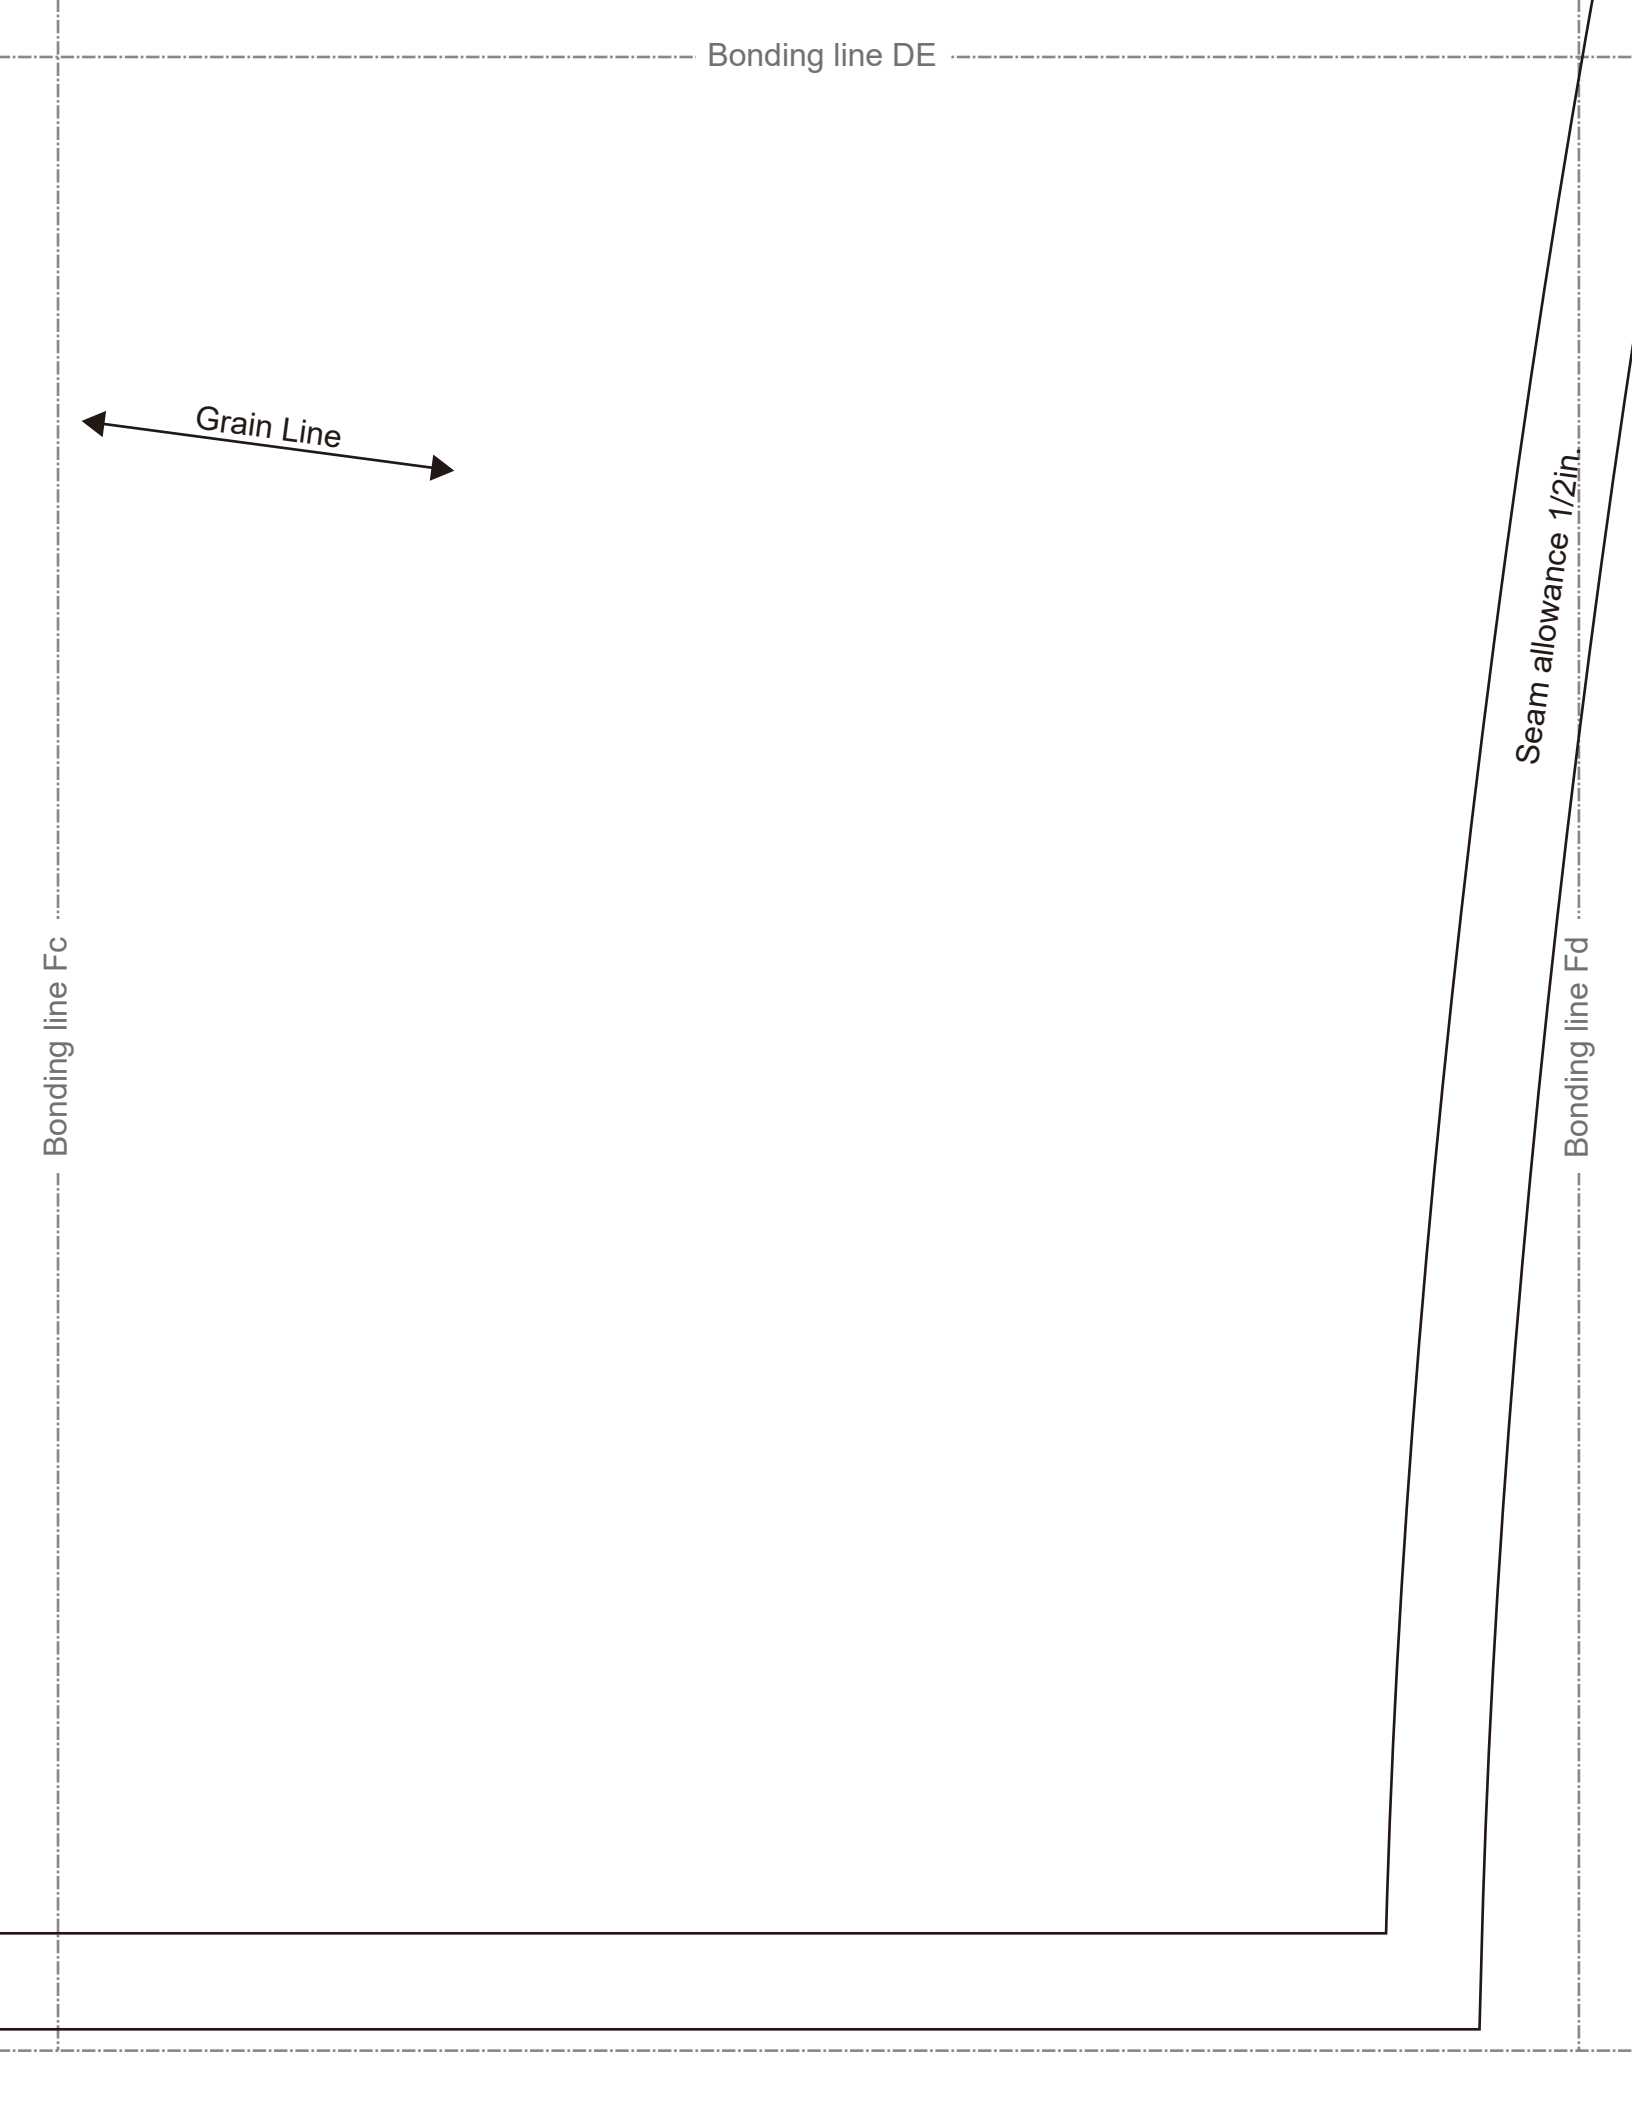 Bonding line DE
Grain Line
Seam allowance 1/2in.
Bonding line Fc
Bonding line Fd